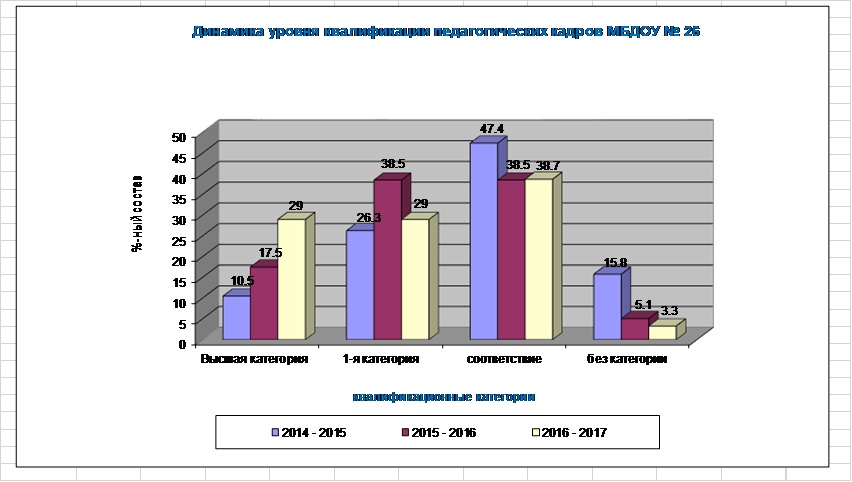 Динамика уровня квалификации педагогических кадров МБДОУ № 26
%-ный состав
50
45
40
35
30
25
20
15
10
5
0
10.5
17.5
29
26.3
38.5
29
47.4
38.5
38.7
15.8
5.1
3.3
Высшая категория
1-я категория
соответствие
без категории
квалификационные категории
2014 - 2015
2015 - 2016
2016 - 2017